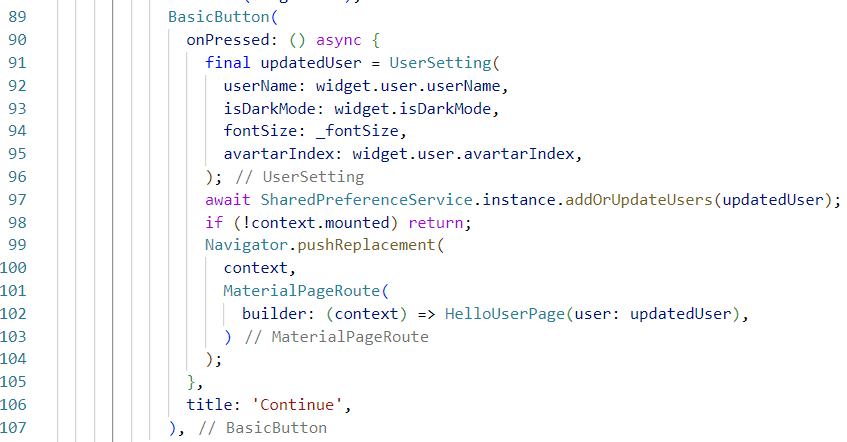 89 BasicButton(
90 onPressed: () async {
91 final updatedUser = UserSetting(
92 userName: widget.user.userName,
93 isDarkMode: widget.isDarkMode,
94 fontSize: _fontSize,
95 avartarIndex: widget.user.avartarIndex,
96 ); // UserSetting
97 await SharedPreferenceService.instance.addOrUpdateUsers(updatedUser);
98 if (!context.mounted) return;
99 Navigator.pushReplacement(
100 context,
101 MaterialPageRoute(
102 builder: (context) => HelloUserPage(user: updatedUser),
103 ) // MaterialPageRoute
104 );
105 },
106 title: 'Continue',
107 ), // BasicButton